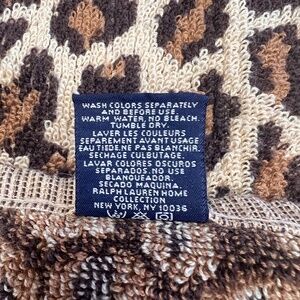 WASH COLORS SEPARATELY
AND BEFORE USE.
WARM WATER, NO BLEACH.
TUMBLE DRY.
LAVER LES COULEURS
SEPAREMENT AVANT USAGE
EAU TIEDE.NE PAS BLANCHIR.
SECHAGE CULBUTAGE.
LAVAR COLORES OSCUROS
SEPARADOS. NO USE
BLANQUEADOR.
SECADO MAQUINA.
RALPH LAUREN HOME
COLLECTION
NEW YORK, NY 10036